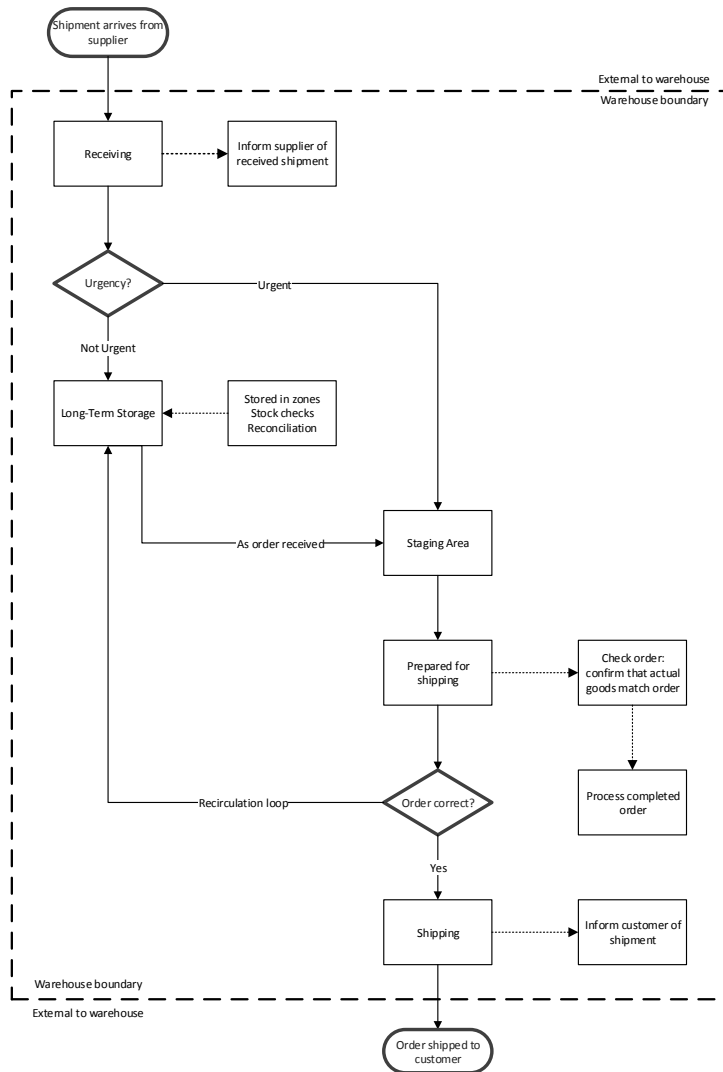 Shipment arrives from
supplier
External to warehouse
Warehouse boundary
Receiving
Inform supplier of
received shipment
Urgency?
Urgent
Not Urgent
Long-Term Storage
Stored in zones
Stock checks
Reconciliation
As order received
Staging Area
Prepared for
shipping
Check order:
confirm that actual
goods match order
Recirculation loop
Order correct?
Process completed
order
Yes
Shipping
Inform customer of
shipment
Warehouse boundary
External to warehouse
Order shipped to
customer